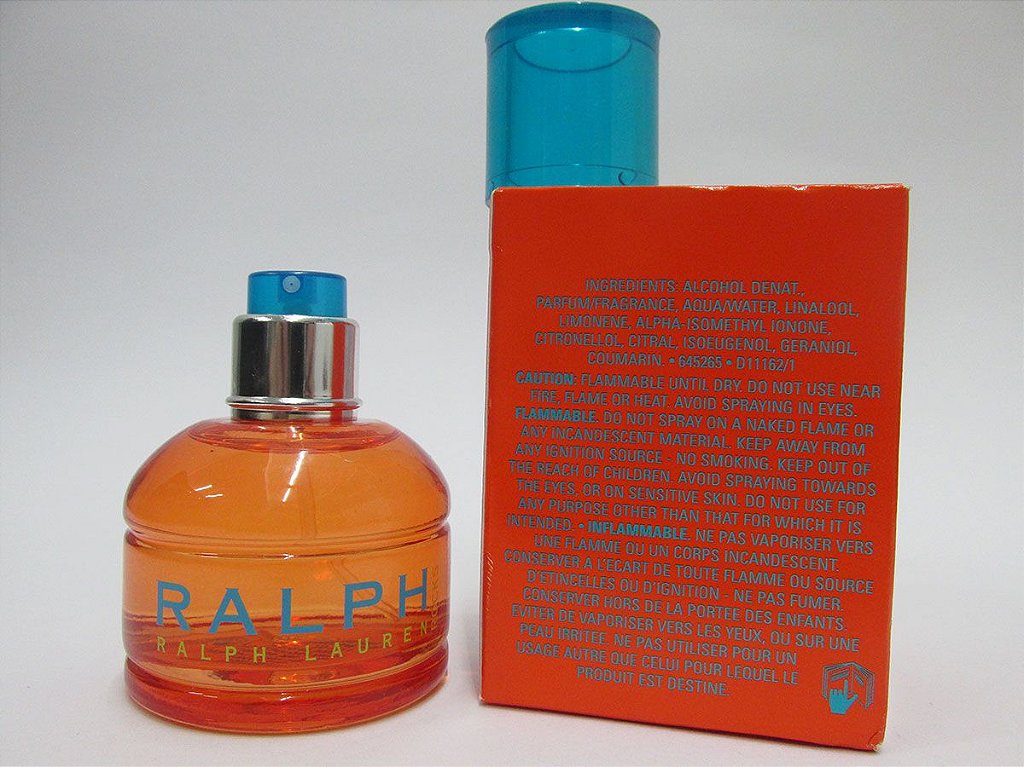 RALPH
RALPH LAUREN
INGREDIENTS: ALCOHOL DENAT.,
PARFUM/FRAGRANCE, AQUA/WATER, LINALOOL,
LIMONENE, ALPHA-ISOMETHYL IONONE,
CITRONELLOL, CITRAL, ISOEUGENOL, GERANIOL,
COUMARIN. • 645265 • D11162/1
CAUTION: FLAMMABLE UNTIL DRY. DO NOT USE NEAR
FIRE, FLAME OR HEAT. AVOID SPRAYING IN EYES.
FLAMMABLE. DO NOT SPRAY ON A NAKED FLAME OR
ANY INCANDESCENT MATERIAL. KEEP AWAY FROM
ANY IGNITION SOURCE - NO SMOKING. KEEP OUT OF
THE REACH OF CHILDREN. AVOID SPRAYING TOWARDS
THE EYES, OR ON SENSITIVE SKIN. DO NOT USE FOR
ANY PURPOSE OTHER THAN THAT FOR WHICH IT IS
INTENDED. • INFLAMMABLE. NE PAS VAPORISER VERS
UNE FLAMME OU UN CORPS INCANDESCENT.
CONSERVER A L'ECART DE TOUTE FLAMME OU SOURCE
D'ETINCELLES OU D'IGNITION - NE PAS FUMER.
CONSERVER HORS DE LA PORTEE DES ENFANTS.
EVITER DE VAPORISER VERS LES YEUX, OU SUR UNE
PEAU IRRITEE. NE PAS UTILISER POUR UN
USAGE AUTRE QUE CELUI POUR LEQUEL LE
PRODUIT EST DESTINE.